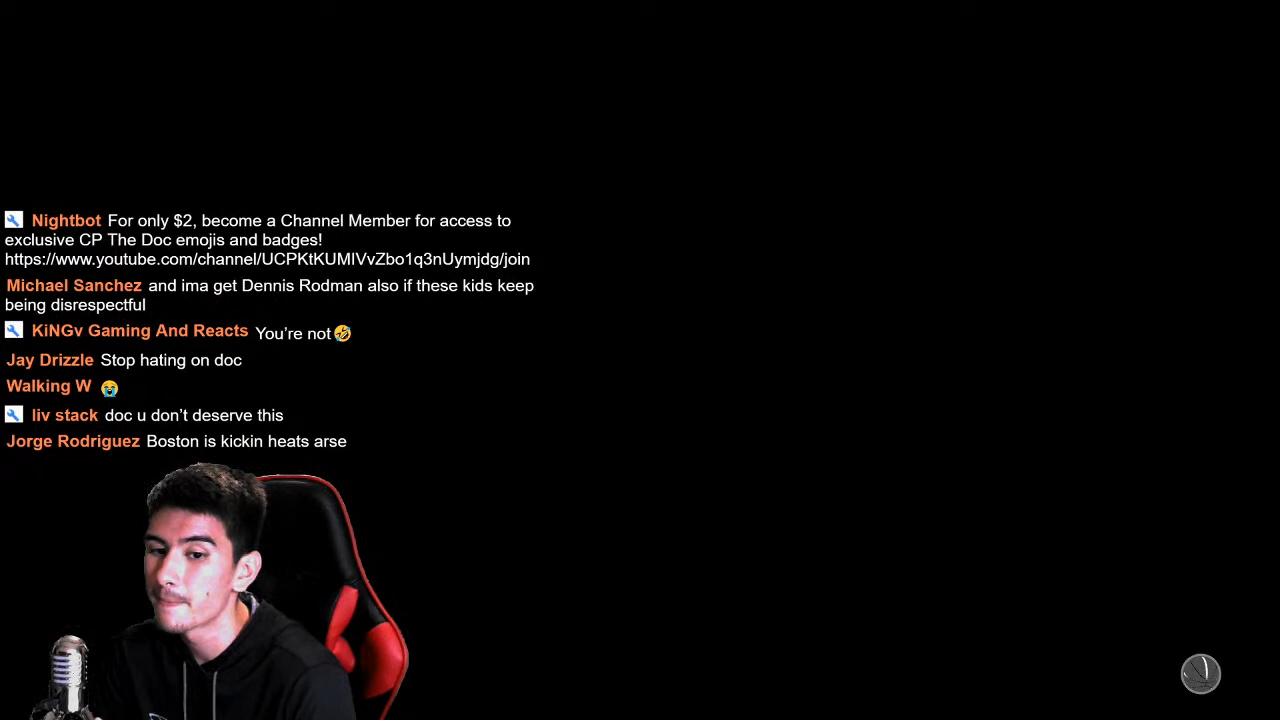 Nightbot For only $2, become a Channel Member for access to
exclusive CP The Doc emojis and badges!
https://www.youtube.com/channel/UCPKtKUMIVvZbo1q3nUymjdg/join
Michael Sanchez and ima get Dennis Rodman also if these kids keep
being disrespectful
KiNGv Gaming And Reacts You’re not🤣
Jay Drizzle Stop hating on doc
Walking W 😭
liv stack doc u don’t deserve this
Jorge Rodriguez Boston is kickin heats arse